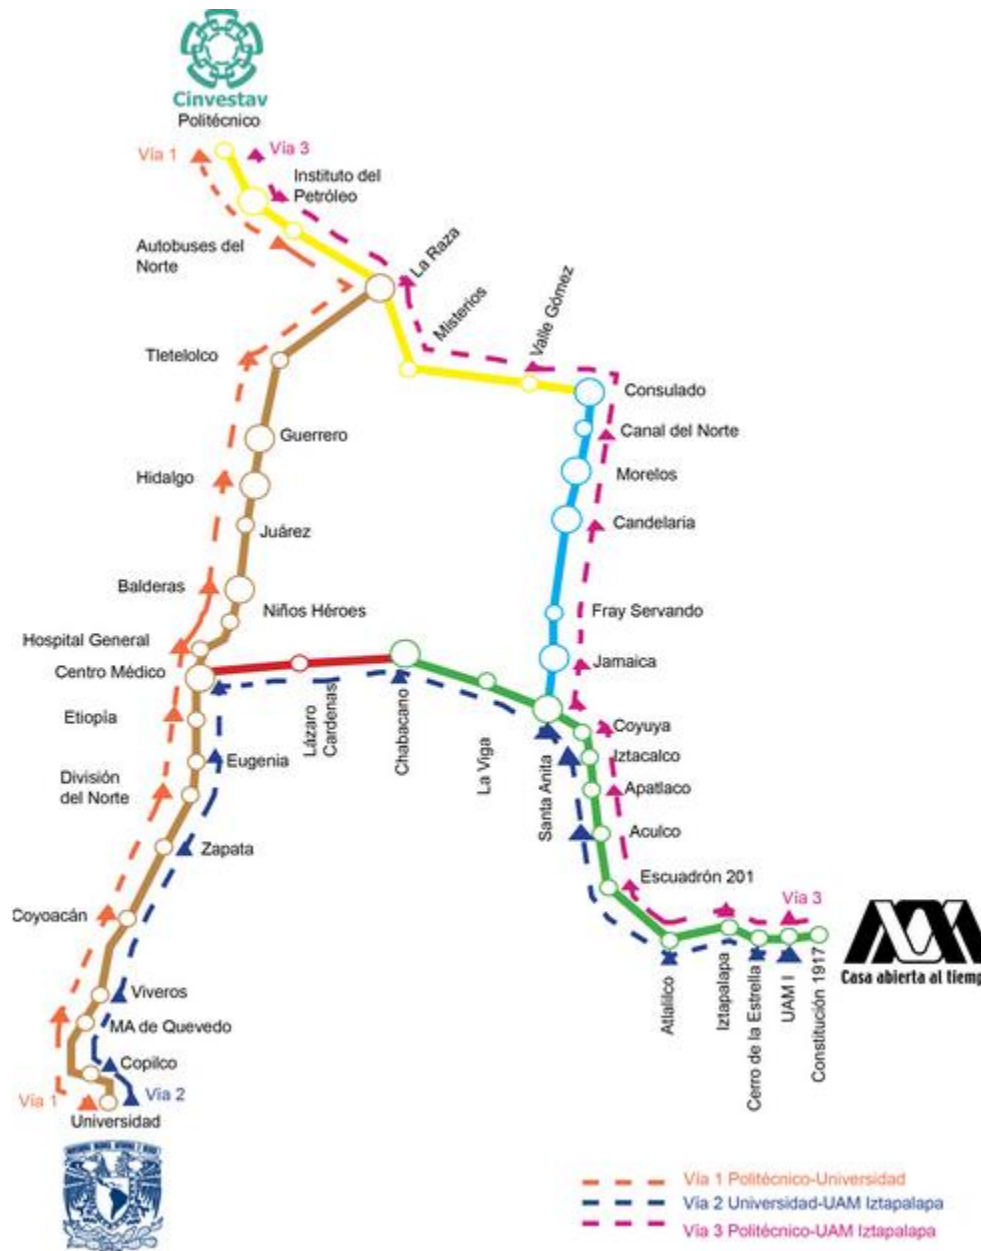 Cinvestav
Politécnico
Vía 1
Vía 3
Instituto del
Petróleo
Autobuses del
Norte
La Raza
Misterios
Valle Gómez
Tletelolco
Consulado
Guerrero
Canal del Norte
Hidalgo
Morelos
Juárez
Candelaria
Balderas
Niños Héroes
Fray Servando
Hospital General
Centro Médico
Jamaica
Etiopía
Lázaro
Cardenas
Chabacano
La Viga
Santa Anita
Coyuya
Eugenia
Iztacalco
División
del Norte
Apatlaco
Zapata
Aculco
Escuadrón 201
Vía 3
Coyoacán
Atlalilco
Iztapalapa
Cerro de la Estrella
UAM I
Constitución 1917
Casa abierta al tiemp
Viveros
MA de Quevedo
Copilco
Vía 1
Vía 2
Universidad
Vía 1 Politécnico-Universidad
Vía 2 Universidad-UAM Iztapalapa
Vía 3 Politécnico-UAM Iztapalapa